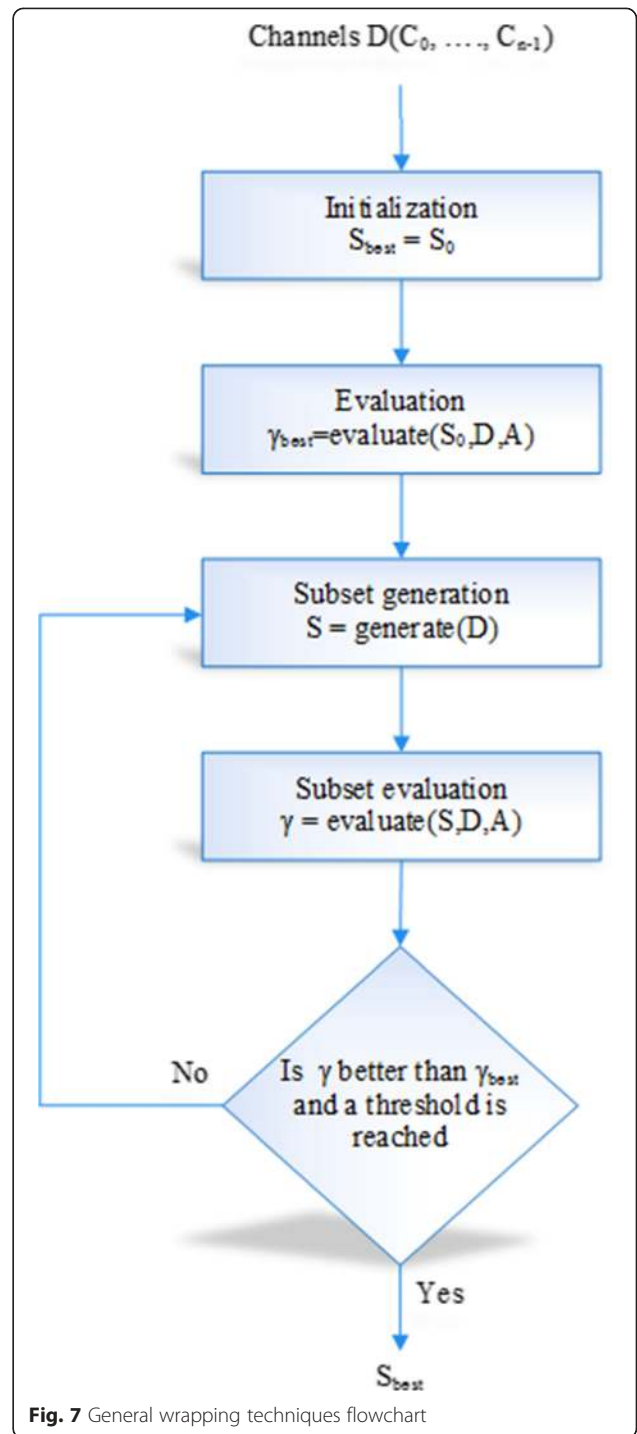 Channels D(C₀, …., Cₙ₋₁)
Initialization
S_best = S₀
Evaluation
γ_best=evaluate(S₀,D,A)
Subset generation
S = generate(D)
Subset evaluation
γ = evaluate(S,D,A)
No
Is γ better than γ_best
and a threshold is
reached
Yes
S_best
Fig. 7 General wrapping techniques flowchart